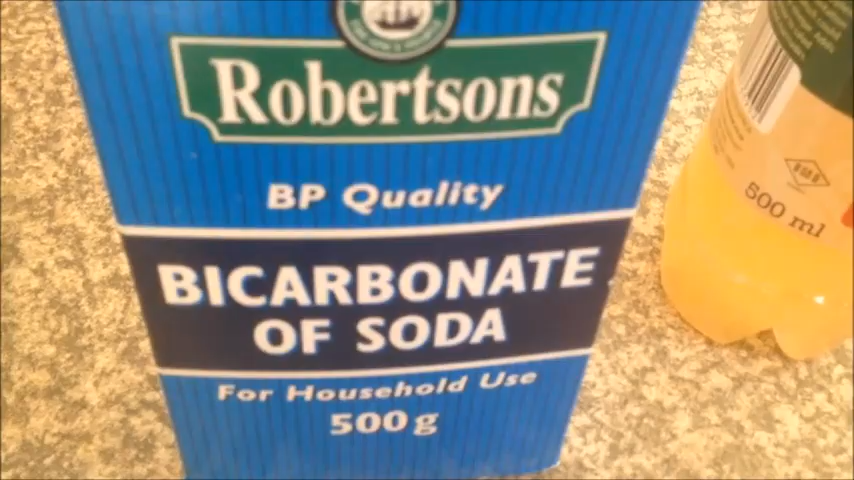 Robertsons
BP Quality
BICARBONATE
OF SODA
For Household Use
500g
500 ml